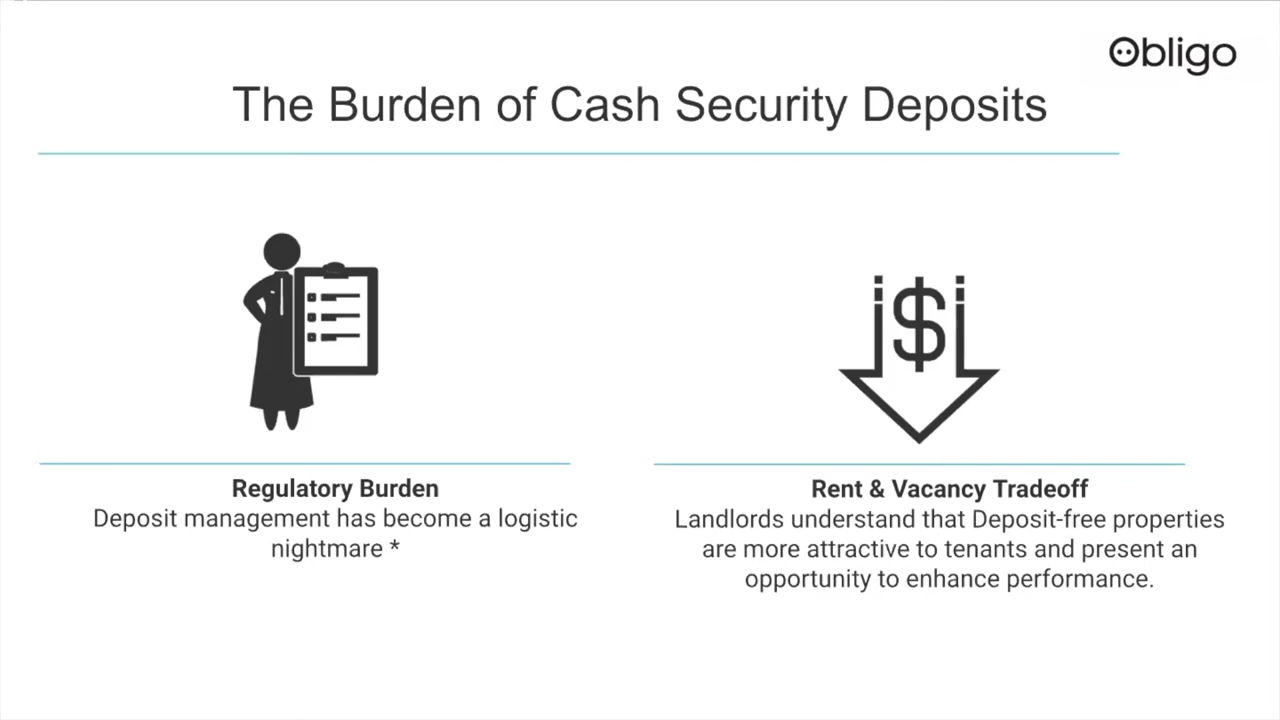 Obligo
The Burden of Cash Security Deposits
$
Regulatory Burden
Deposit management has become a logistic
nightmare *
Rent & Vacancy Tradeoff
Landlords understand that Deposit-free properties
are more attractive to tenants and present an
opportunity to enhance performance.